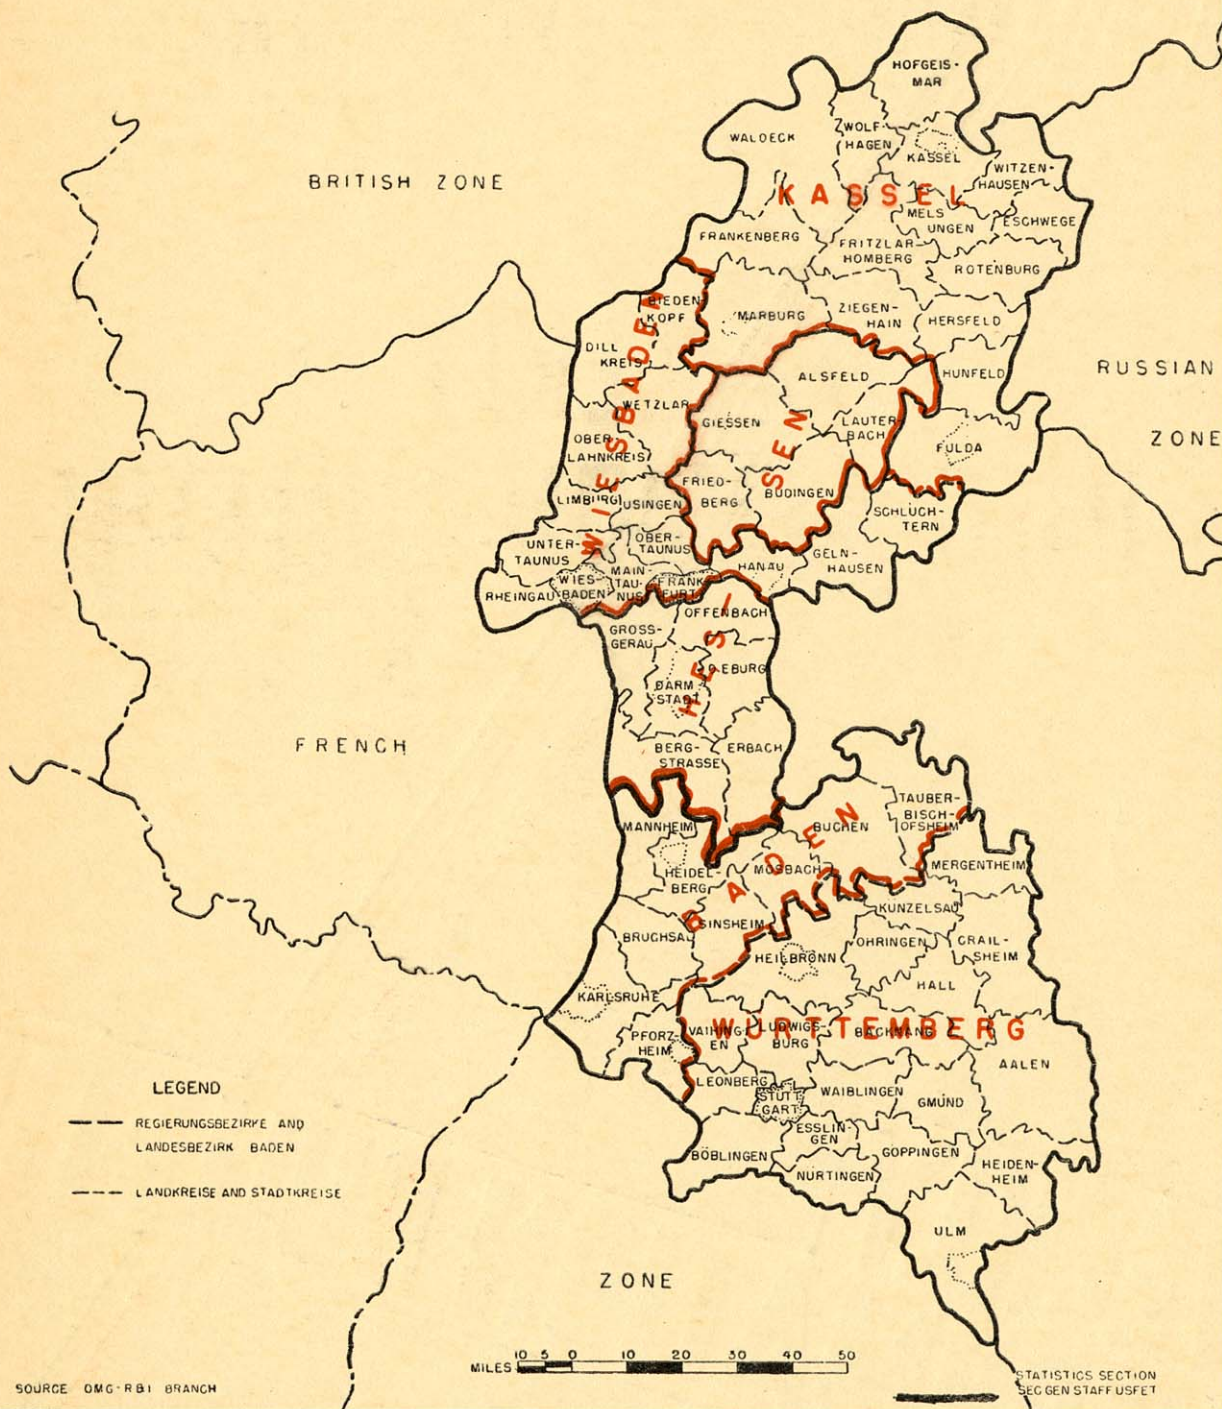 HOFGEIS-
MAR
WALDECK
WOLF-
HAGEN
KASSEL
WITZEN-
HAUSEN
BRITISH ZONE
KASSEL
MELS
UNGEN
ESCHWEGE
FRANKENBERG
FRITZLAR-
HOMBERG
ROTENBURG
BIEDEN
KOPF
MARBURG
ZIEGEN-
HAIN
HERSFELD
DILL
KREIS
WIESBADEN
ALSFELD
HUNFELD
RUSSIAN
ZONE
WETZLAR
GIESSEN
LAUTER
BACH
FULDA
OBER
LAHNKREIS
FRIED-
BERG
BUDINGEN
LIMBURG
USINGEN
SCHLUCH-
TERN
UNTER-
TAUNUS
OBER-
TAUNUS
GELN-
HAUSEN
HANAU
RHEINGAU
WIES-
BADEN
MAIN-
TAU-
NUS
FRANK
FURT
OFFENBACH
GROSS-
GERAU
HESSEN
DIEBURG
DARM
STADT
FRENCH
BERG-
STRASSE
ERBACH
TAUBER-
BISCH-
OFSHEIM
MANNHEIM
BUCHEN
BADEN
HEIDEL-
BERG
MOSBACH
MERGENTHEIM
SINSHEIM
KUNZELSAU
BRUCHSAL
HEILBRONN
OHRINGEN
CRAIL-
SHEIM
HALL
KARLSRUHE
PFORZ-
HEIM
WURTTEMBERG
VAIHING-
EN
LUDWIGS-
BURG
BACKNANG
AALEN
LEONBERG
STUTT
GART
WAIBLINGEN
GMUND
ESSLIN-
GEN
BÖBLINGEN
GOPPINGEN
HEIDEN-
HEIM
NURTINGEN
ULM
ZONE
LEGEND
REGIERUNGSBEZIRKE AND
LANDESBEZIRK BADEN
LANDKREISE AND STADTKREISE
MILES 10 5 0 10 20 30 40 50
SOURCE OMG-RBI BRANCH
STATISTICS SECTION
SEC GEN STAFF USFET